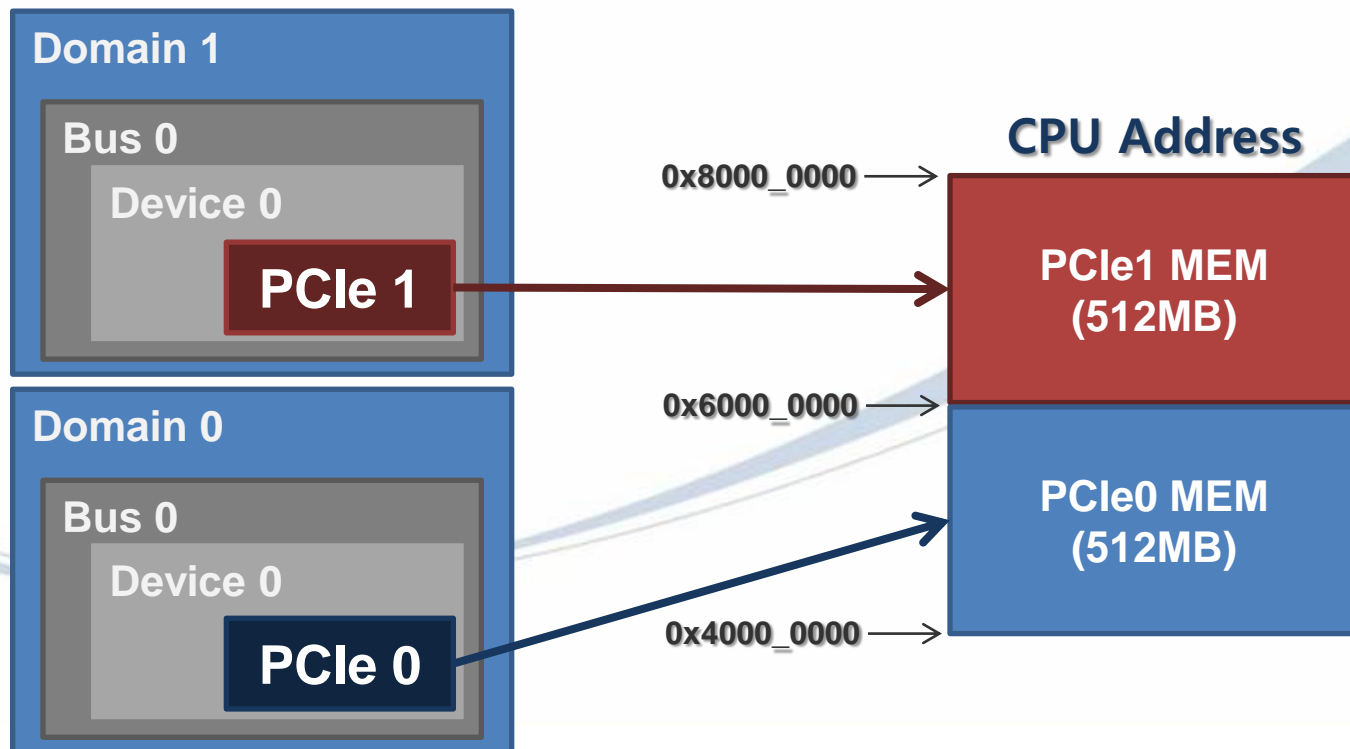 Domain 1
Bus 0
Device 0
PCIe 1
Domain 0
Bus 0
Device 0
PCIe 0
CPU Address
0x8000_0000
PCIe1 MEM
(512MB)
0x6000_0000
PCIe0 MEM
(512MB)
0x4000_0000